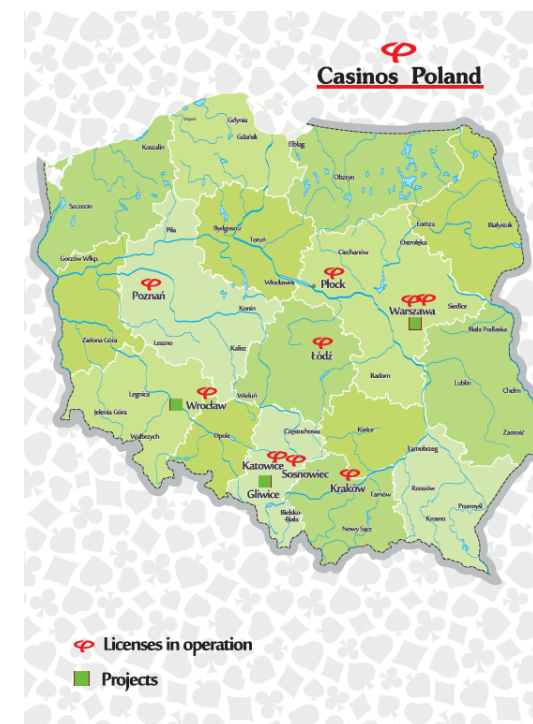 Casinos Poland
Gdynia
Gdańsk
Koszalin
Elbląg
Olsztyn
Szczecin
Piła
Bydgoszcz
Toruń
Łomża
Białystok
Ostrołęka
Ciechanów
Gorzów Wlkp.
Włocławek
Płock
Poznań
Konin
Warszawa
Siedlce
Biała Podlaska
Zielona Góra
Leszno
Kalisz
Łódź
Radom
Lublin
Chełm
Legnica
Wrocław
Wieluń
Jelenia Góra
Wałbrzych
Opole
Częstochowa
Kielce
Zamość
Tarnobrzeg
Katowice
Sosnowiec
Gliwice
Kraków
Tarnów
Rzeszów
Przemyśl
Bielsko-
-Biała
Nowy Sącz
Krosno
Licenses in operation
Projects